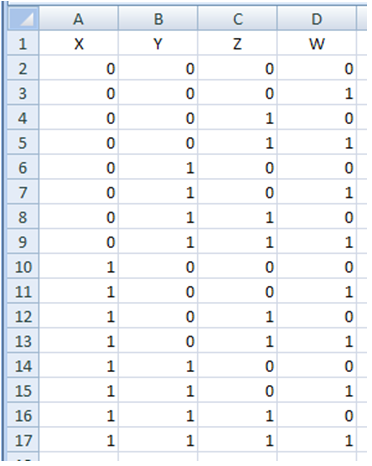 A B C D
1 X Y Z W
2 0 0 0 0
3 0 0 0 1
4 0 0 1 0
5 0 0 1 1
6 0 1 0 0
7 0 1 0 1
8 0 1 1 0
9 0 1 1 1
10 1 0 0 0
11 1 0 0 1
12 1 0 1 0
13 1 0 1 1
14 1 1 0 0
15 1 1 0 1
16 1 1 1 0
17 1 1 1 1